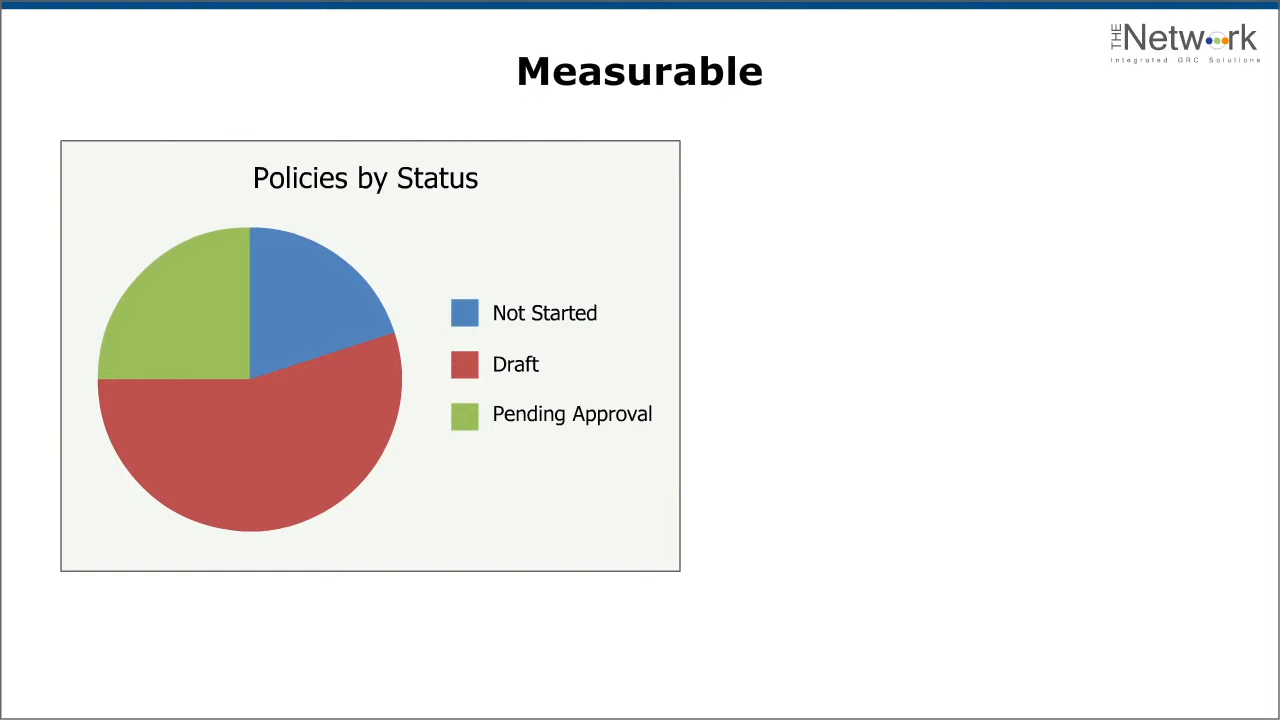 THE Network
Integrated GRC Solutions
Measurable
Policies by Status
Not Started
Draft
Pending Approval